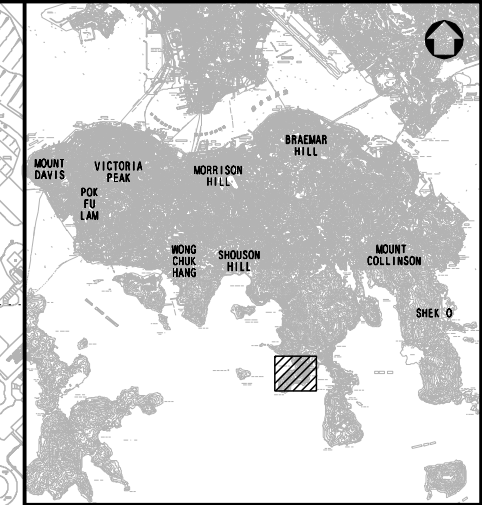 BRAEMAR
HILL
MOUNT
DAVIS
VICTORIA
PEAK
MORRISON
HILL
POK
FU
LAM
WONG
CHUK
HANG
SHOUSON
HILL
MOUNT
COLLINSON
SHEK O